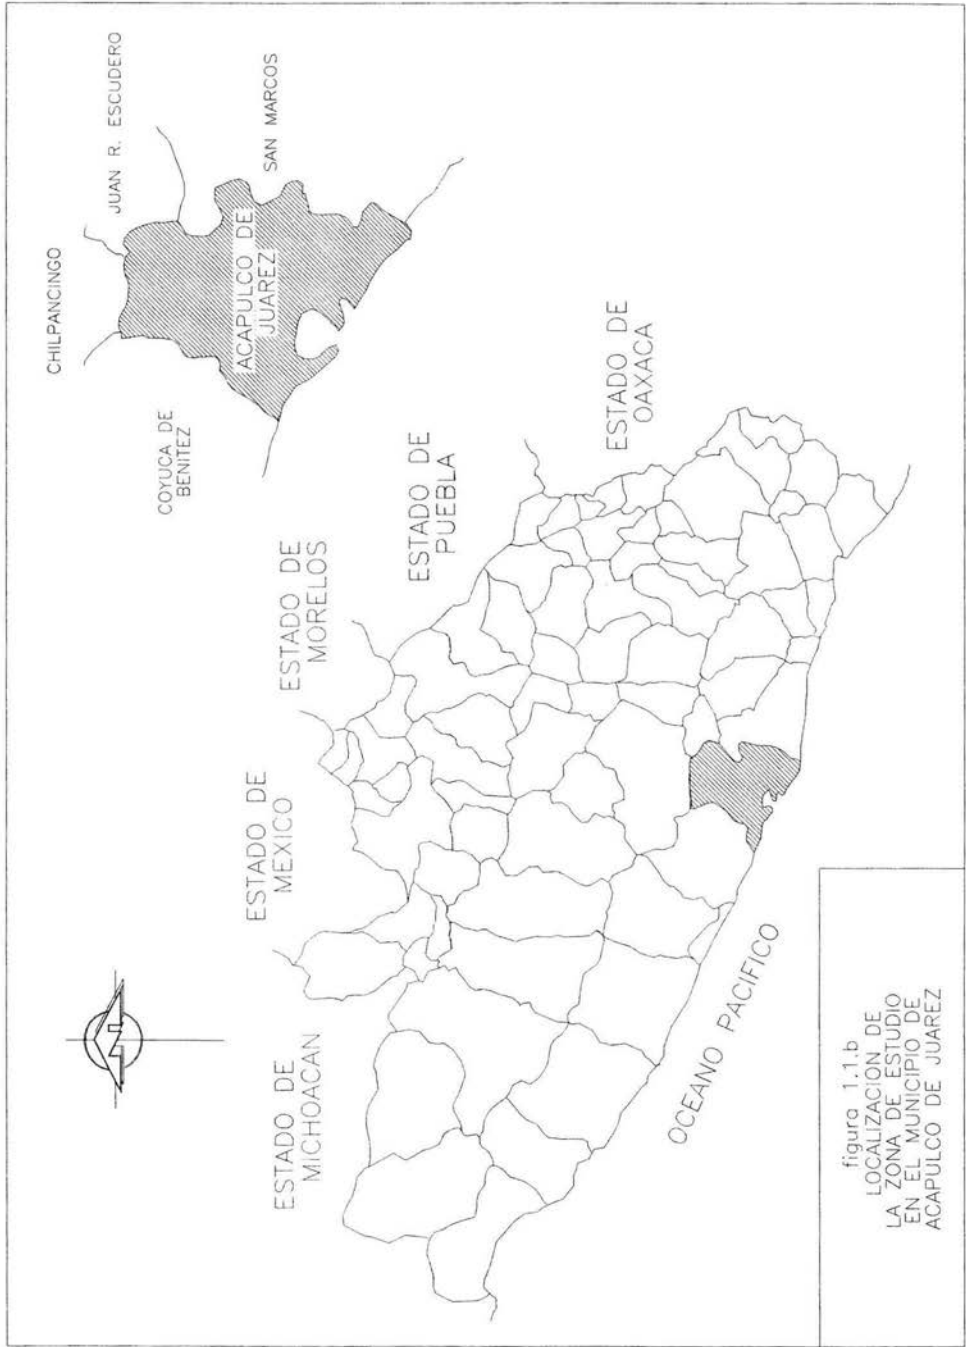 CHILPANCINGO
JUAN R. ESCUDERO
COYUCA DE
BENITEZ
ACAPULCO DE
JUAREZ
SAN MARCOS
N
ESTADO DE
MICHOACAN
ESTADO DE
MEXICO
ESTADO DE
MORELOS
ESTADO DE
PUEBLA
ESTADO DE
OAXACA
OCEANO PACIFICO
figura 1.1.b
LOCALIZACION DE
LA ZONA DE ESTUDIO
EN EL MUNICIPIO DE
ACAPULCO DE JUAREZ